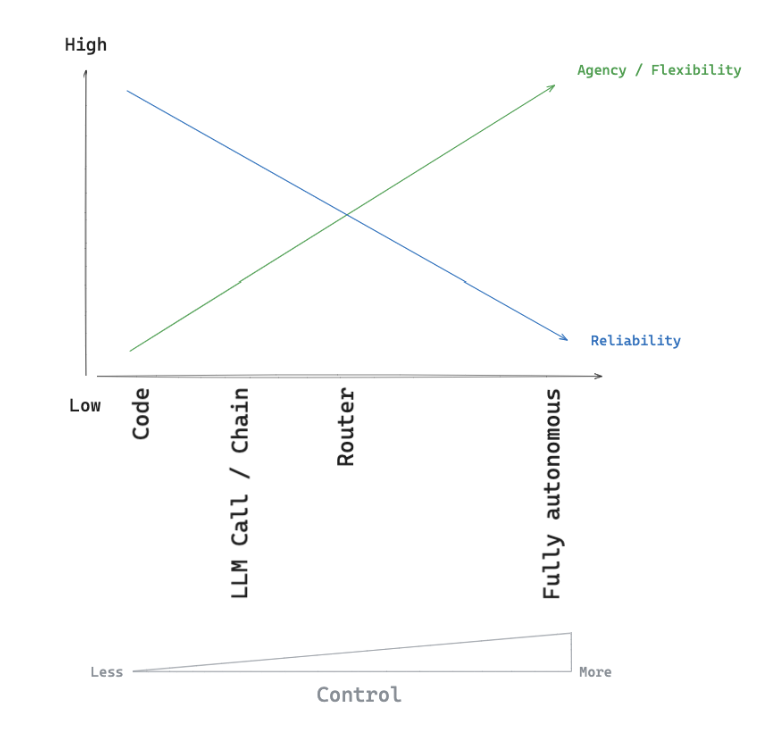 High
Agency / Flexibility
Reliability
Low
Code
LLM Call / Chain
Router
Fully autonomous
Less
More
Control